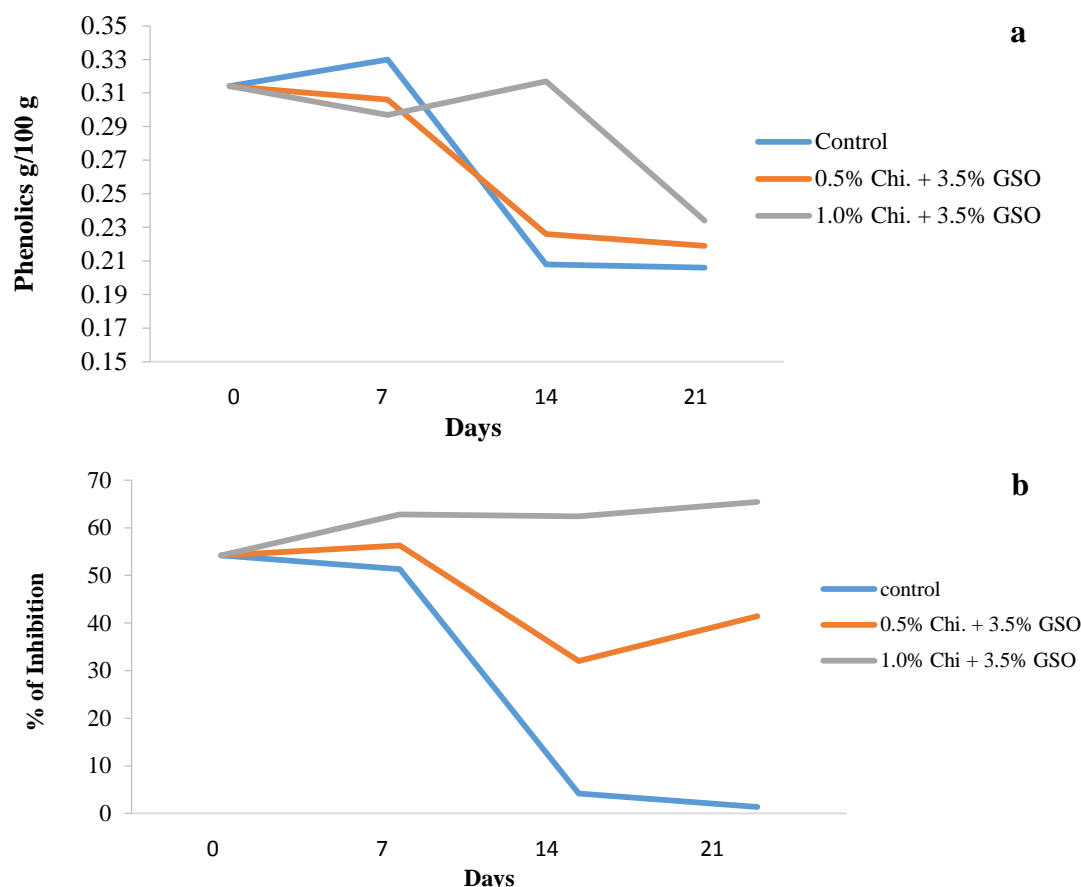 a
0.33
0.31
0.29
0.27
0.25
0.23
0.21
0.19
0.17
0.15
Phenolics g/100 g
0 7 14 21
Days
Control
0.5% Chi. + 3.5% GSO
1.0% Chi. + 3.5% GSO
b
70
60
50
40
30
20
10
0
% of Inhibition
0 7 14 21
Days
control
0.5% Chi. + 3.5% GSO
1.0% Chi + 3.5% GSO